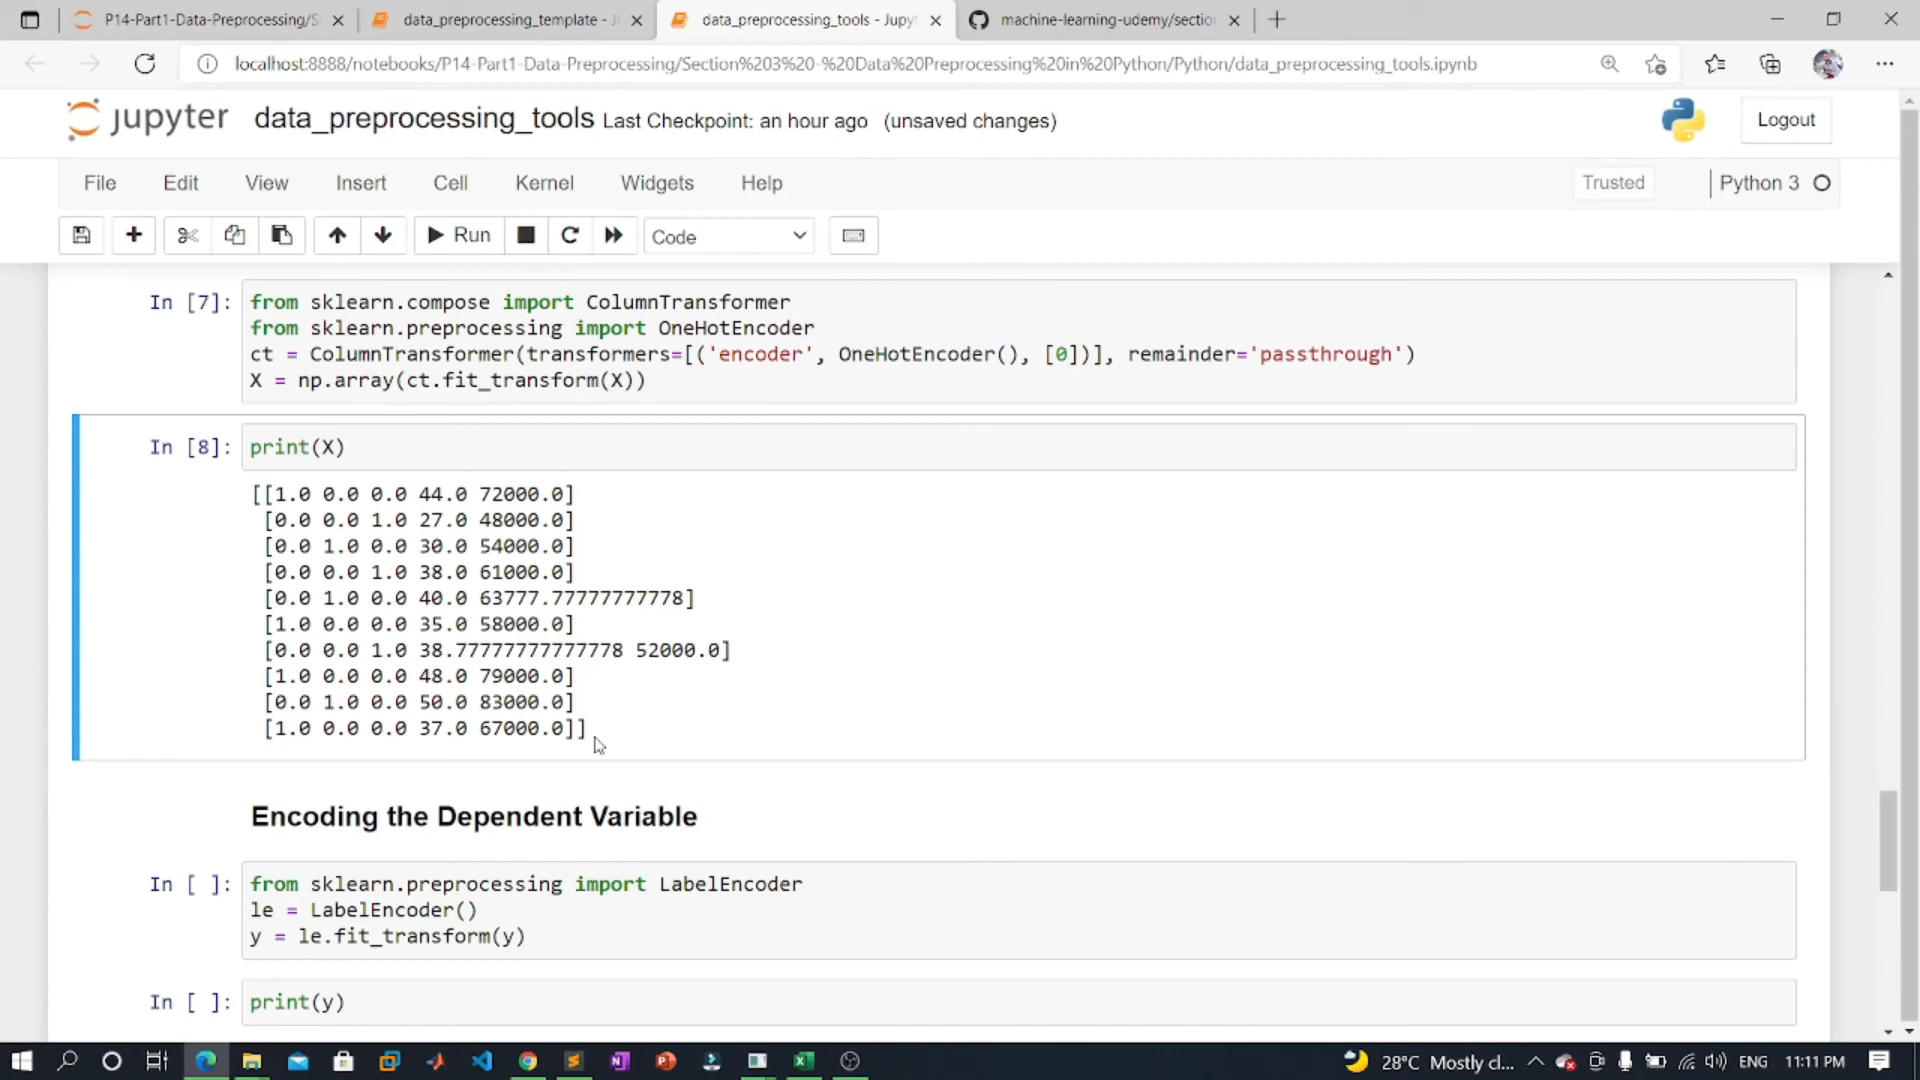 P14-Part1-Data-Preprocessing/S
data_preprocessing_template - J
data_preprocessing_tools - Jupyt
machine-learning-udemy/sectio
localhost:8888/notebooks/P14-Part1-Data-Preprocessing/Section%203%20-%20Data%20Preprocessing%20in%20Python/Python/data_preprocessing_tools.ipynb
jupyter data_preprocessing_tools Last Checkpoint: an hour ago (unsaved changes)
Logout
File Edit View Insert Cell Kernel Widgets Help
Trusted
Python 3
Run
Code
In [7]: from sklearn.compose import ColumnTransformer
from sklearn.preprocessing import OneHotEncoder
ct = ColumnTransformer(transformers=[('encoder', OneHotEncoder(), [0])], remainder='passthrough')
X = np.array(ct.fit_transform(X))
In [8]: print(X)
[[1.0 0.0 0.0 44.0 72000.0]
[0.0 0.0 1.0 27.0 48000.0]
[0.0 1.0 0.0 30.0 54000.0]
[0.0 0.0 1.0 38.0 61000.0]
[0.0 1.0 0.0 40.0 63777.77777777778]
[1.0 0.0 0.0 35.0 58000.0]
[0.0 0.0 1.0 38.77777777777778 52000.0]
[1.0 0.0 0.0 48.0 79000.0]
[0.0 1.0 0.0 50.0 83000.0]
[1.0 0.0 0.0 37.0 67000.0]]
Encoding the Dependent Variable
In [ ]: from sklearn.preprocessing import LabelEncoder
le = LabelEncoder()
y = le.fit_transform(y)
In [ ]: print(y)
28°C Mostly cl... ENG 11:11 PM